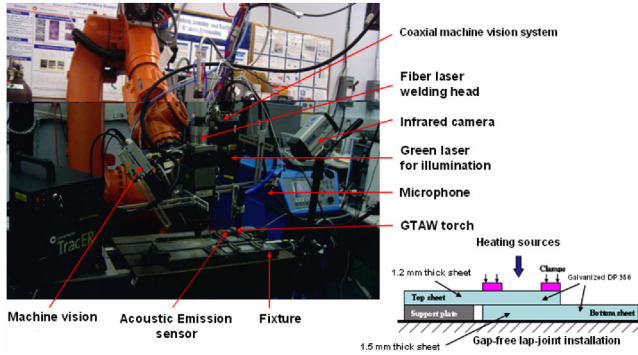 Coaxial machine vision system
Fiber laser
welding head
Infrared camera
Green laser
for illumination
Microphone
GTAW torch
TracER
Machine vision
Acoustic Emission
sensor
Fixture
Heating sources
1.2 mm thick sheet
Clamps
Galvanized DP 980
Top sheet
Support plate
Bottom sheet
Gap-free lap-joint installation
1.5 mm thick sheet